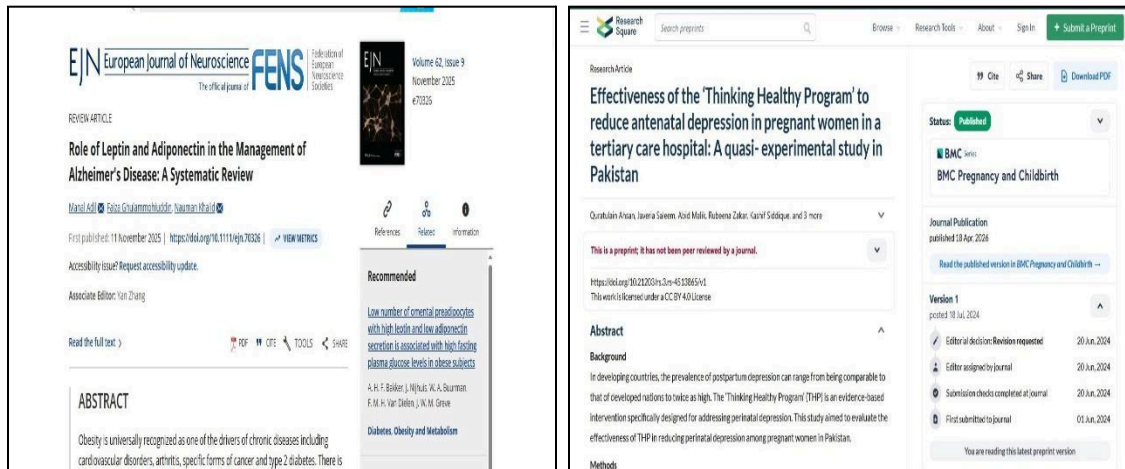 EJN European Journal of Neuroscience
The official journal of
FENS
Federation of
European
Neuroscience
Societies
REVIEW ARTICLE
Role of Leptin and Adiponectin in the Management of
Alzheimer's Disease: A Systematic Review
Manal Adil Faiza Ghulammohiuddin, Nauman Khalid
First published: 11 November 2025 | https://doi.org/10.1111/ejn.70326 | VIEW METRICS
Accessibility issue? Request accessibility update.
Associate Editor: Yan Zhang
Read the full text >
PDF CITE TOOLS SHARE
ABSTRACT
Obesity is universally recognized as one of the drivers of chronic diseases including
cardiovascular disorders, arthritis, specific forms of cancer and type 2 diabetes. There is
EJN
Volume 62, Issue 9
November 2025
e70326
References Related Information
Recommended
Low number of omental preadipocytes
with high leptin and low adiponectin
secretion is associated with high fasting
plasma glucose levels in obese subjects
A. H. F. Bakker, J. Nijhuis, W. A. Buurman,
F. M. H. Van Dielen, J. W. M. Greve
Diabetes, Obesity and Metabolism
Research
Square
Search preprints
Browse Research Tools About Sign In + Submit a Preprint
Research Article
Effectiveness of the 'Thinking Healthy Program' to
reduce antenatal depression in pregnant women in a
tertiary care hospital: A quasi- experimental study in
Pakistan
Quratulain Ahsan, Javeria Saleem, Abid Malik, Rubeena Zakar, Kashif Siddique, and 3 more
This is a preprint; it has not been peer reviewed by a journal.
https://doi.org/10.21203/rs.3.rs-4513865/v1
This work is licensed under a CC BY 4.0 License
Abstract
Background
In developing countries, the prevalence of postpartum depression can range from being comparable to
that of developed nations to twice as high. The 'Thinking Healthy Program' (THP) is an evidence-based
intervention specifically designed for addressing perinatal depression. This study aimed to evaluate the
effectiveness of THP in reducing perinatal depression among pregnant women in Pakistan.
Methods
Cite Share Download PDF
Status: Published
BMC Series
BMC Pregnancy and Childbirth
Journal Publication
published 18 Apr, 2026
Read the published version in BMC Pregnancy and Childbirth →
Version 1
posted 18 Jul, 2024
Editorial decision: Revision requested 20 Jun, 2024
Editor assigned by journal 20 Jun, 2024
Submission checks completed at journal 20 Jun, 2024
First submitted to journal 01 Jun, 2024
You are reading this latest preprint version